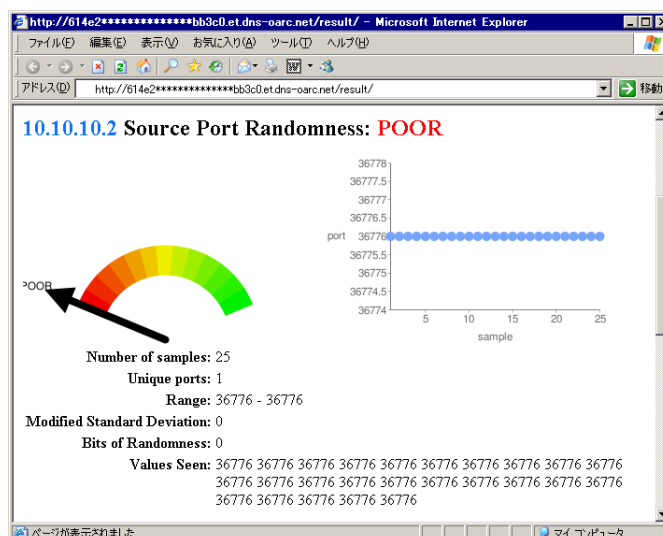 http://614e2**************bb3c0.et.dns-oarc.net/result/ - Microsoft Internet Explorer
ファイル(F) 編集(E) 表示(V) お気に入り(A) ツール(T) ヘルプ(H)
アドレス(D) http://614e2**************bb3c0.et.dns-oarc.net/result/ 移動
10.10.10.2 Source Port Randomness: POOR
POOR
36778
36777.5
36777
36776.5
port 36776
36775.5
36775
36774.5
36774
5 10 15 20 25
sample
Number of samples: 25
Unique ports: 1
Range: 36776 - 36776
Modified Standard Deviation: 0
Bits of Randomness: 0
Values Seen: 36776 36776 36776 36776 36776 36776 36776 36776 36776 36776
36776 36776 36776 36776 36776 36776 36776 36776 36776 36776
36776 36776 36776 36776 36776
ページが表示されました マイ コンピュータ